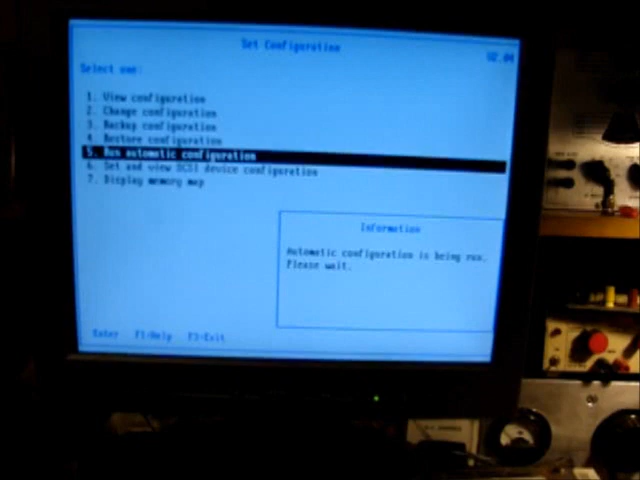 Set Configuration
V2.04
Select one:
1. View configuration
2. Change configuration
3. Backup configuration
4. Restore configuration
5. Run automatic configuration
6. Set and view SCSI device configuration
7. Display memory map
Information
Automatic configuration is being run.
Please wait.
Enter F1=Help F3=Exit